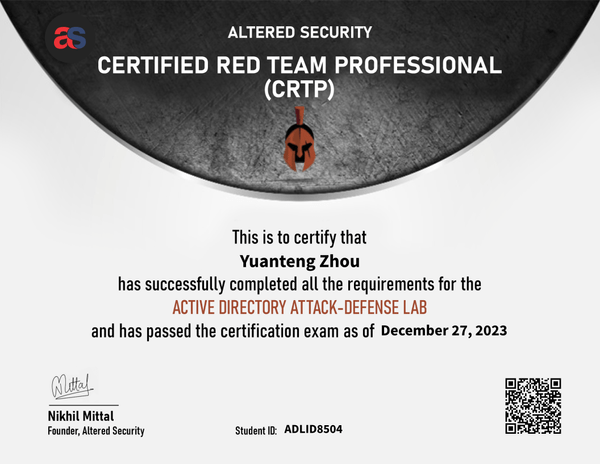 as
ALTERED SECURITY
CERTIFIED RED TEAM PROFESSIONAL
(CRTP)
This is to certify that
Yuanteng Zhou
has successfully completed all the requirements for the
ACTIVE DIRECTORY ATTACK-DEFENSE LAB
and has passed the certification exam as of December 27, 2023
Mittal
Nikhil Mittal
Founder, Altered Security
Student ID: ADLID8504